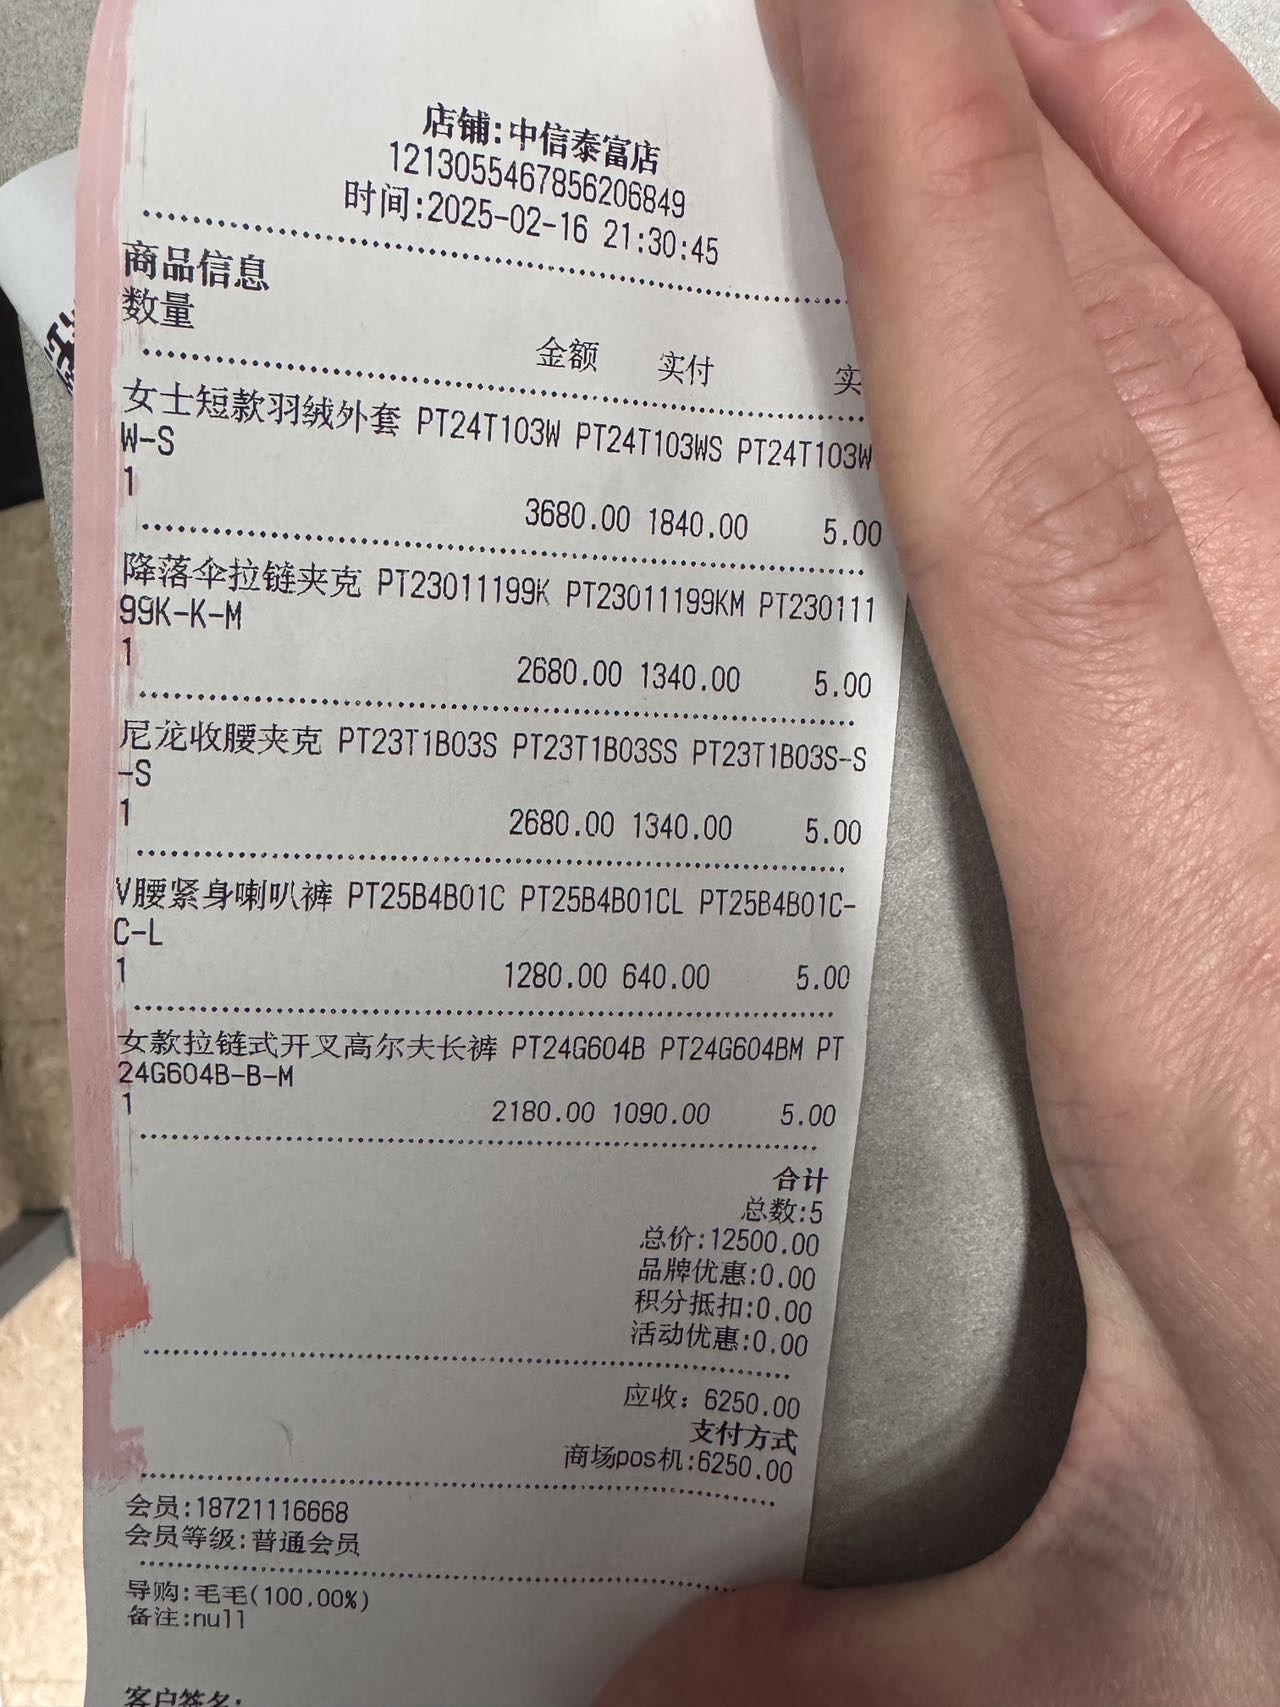 店铺:中信泰富店
1213055467856206849
时间:2025-02-16 21:30:45
商品信息
数量
金额 实付 实
女士短款羽绒外套 PT24T103W PT24T103WS PT24T103W
W-S
1
3680.00 1840.00 5.00
降落伞拉链夹克 PT23011199K PT23011199KM PT230111
99K-K-M
1
2680.00 1340.00 5.00
尼龙收腰夹克 PT23T1B03S PT23T1B03SS PT23T1B03S-S
-S
1
2680.00 1340.00 5.00
V腰紧身喇叭裤 PT25B4B01C PT25B4B01CL PT25B4B01C-
C-L
1
1280.00 640.00 5.00
女款拉链式开叉高尔夫长裤 PT24G604B PT24G604BM PT
24G604B-B-M
1
2180.00 1090.00 5.00
合计
总数:5
总价:12500.00
品牌优惠:0.00
积分抵扣:0.00
活动优惠:0.00
应收：6250.00
支付方式
商场pos机:6250.00
会员:18721116668
会员等级:普通会员
导购:毛毛(100.00%)
备注:null
客户签名: